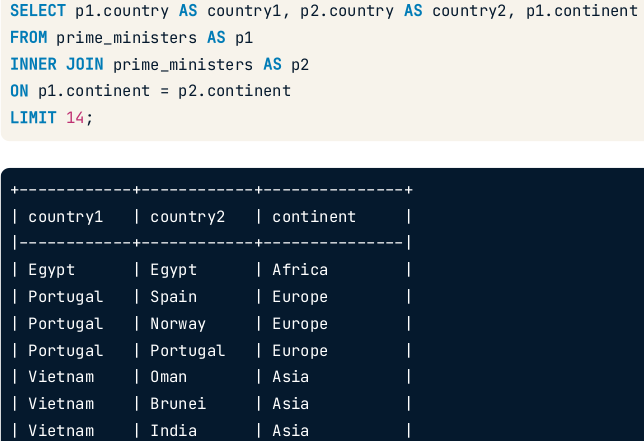 SELECT p1.country AS country1, p2.country AS country2, p1.continent
FROM prime_ministers AS p1
INNER JOIN prime_ministers AS p2
ON p1.continent = p2.continent
LIMIT 14;
+------------+------------+---------------+
| country1   | country2   | continent     |
|------------+------------+---------------|
| Egypt      | Egypt      | Africa        |
| Portugal   | Spain      | Europe        |
| Portugal   | Norway     | Europe        |
| Portugal   | Portugal   | Europe        |
| Vietnam    | Oman       | Asia          |
| Vietnam    | Brunei     | Asia          |
| Vietnam    | India      | Asia          |